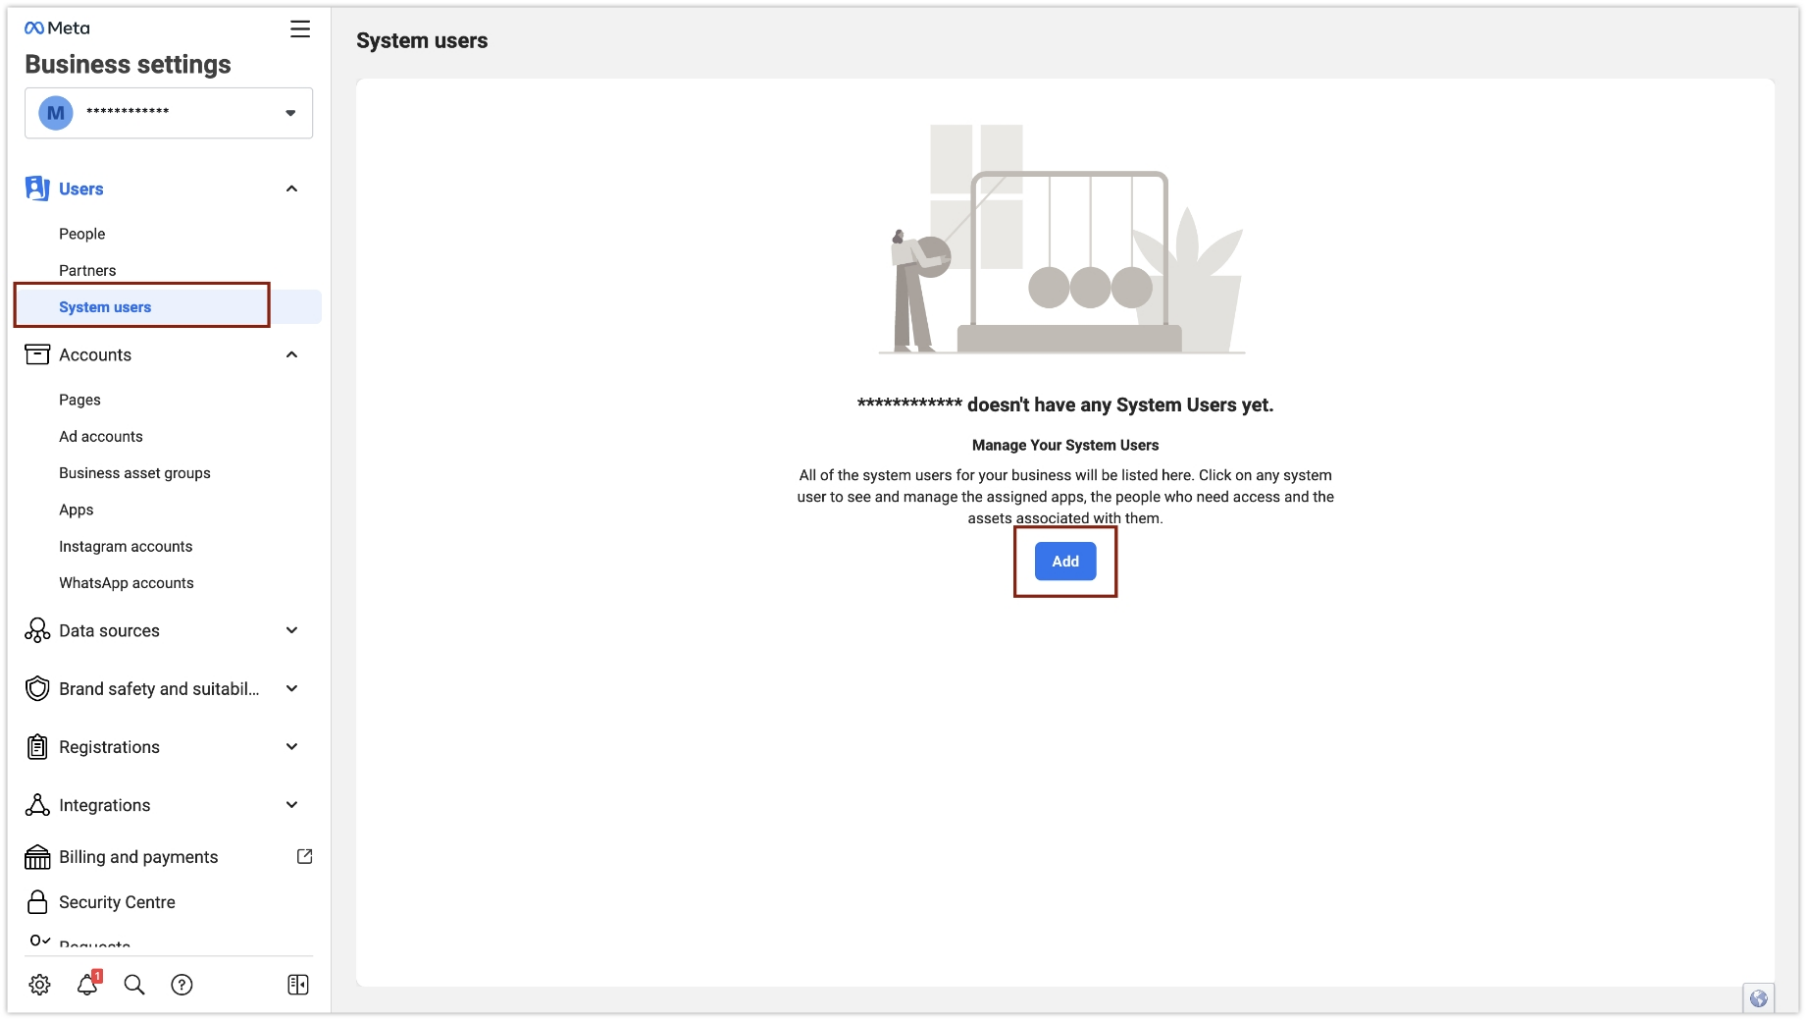 Meta
Business settings
M ************
Users
People
Partners
System users
Accounts
Pages
Ad accounts
Business asset groups
Apps
Instagram accounts
WhatsApp accounts
Data sources
Brand safety and suitabil...
Registrations
Integrations
Billing and payments
Security Centre
Requests
1
System users
************ doesn't have any System Users yet.
Manage Your System Users
All of the system users for your business will be listed here. Click on any system
user to see and manage the assigned apps, the people who need access and the
assets associated with them.
Add